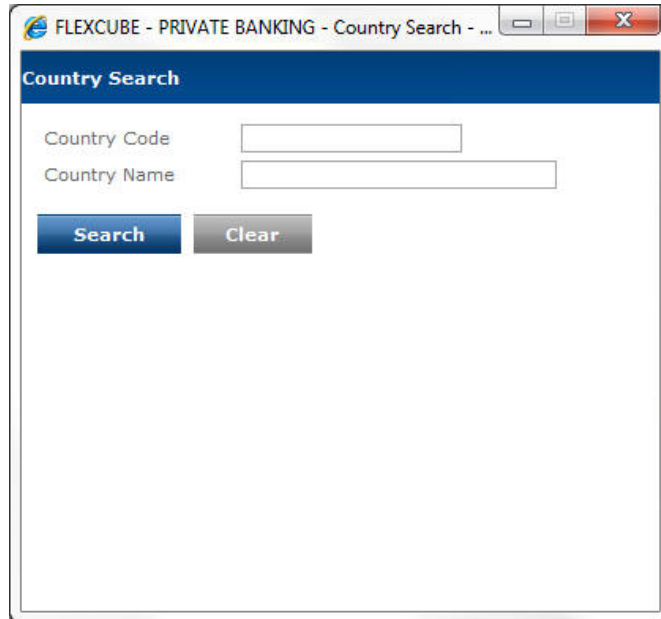 FLEXCUBE - PRIVATE BANKING - Country Search - ...
Country Search
Country Code
Country Name
Search Clear